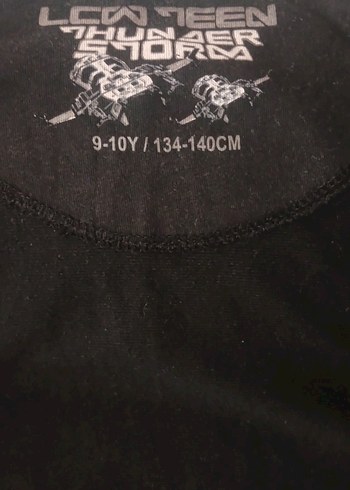 LCW TEEN
THUNDER
STORM
9-10Y / 134-140CM